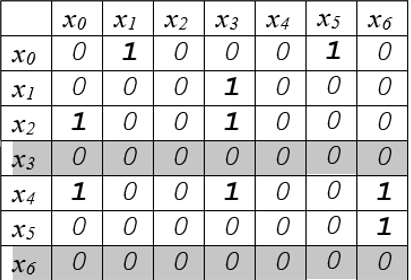 x0 x1 x2 x3 x4 x5 x6
x0 0 1 0 0 0 1 0
x1 0 0 0 1 0 0 0
x2 1 0 0 1 0 0 0
x3 0 0 0 0 0 0 0
x4 1 0 0 1 0 0 1
x5 0 0 0 0 0 0 1
x6 0 0 0 0 0 0 0